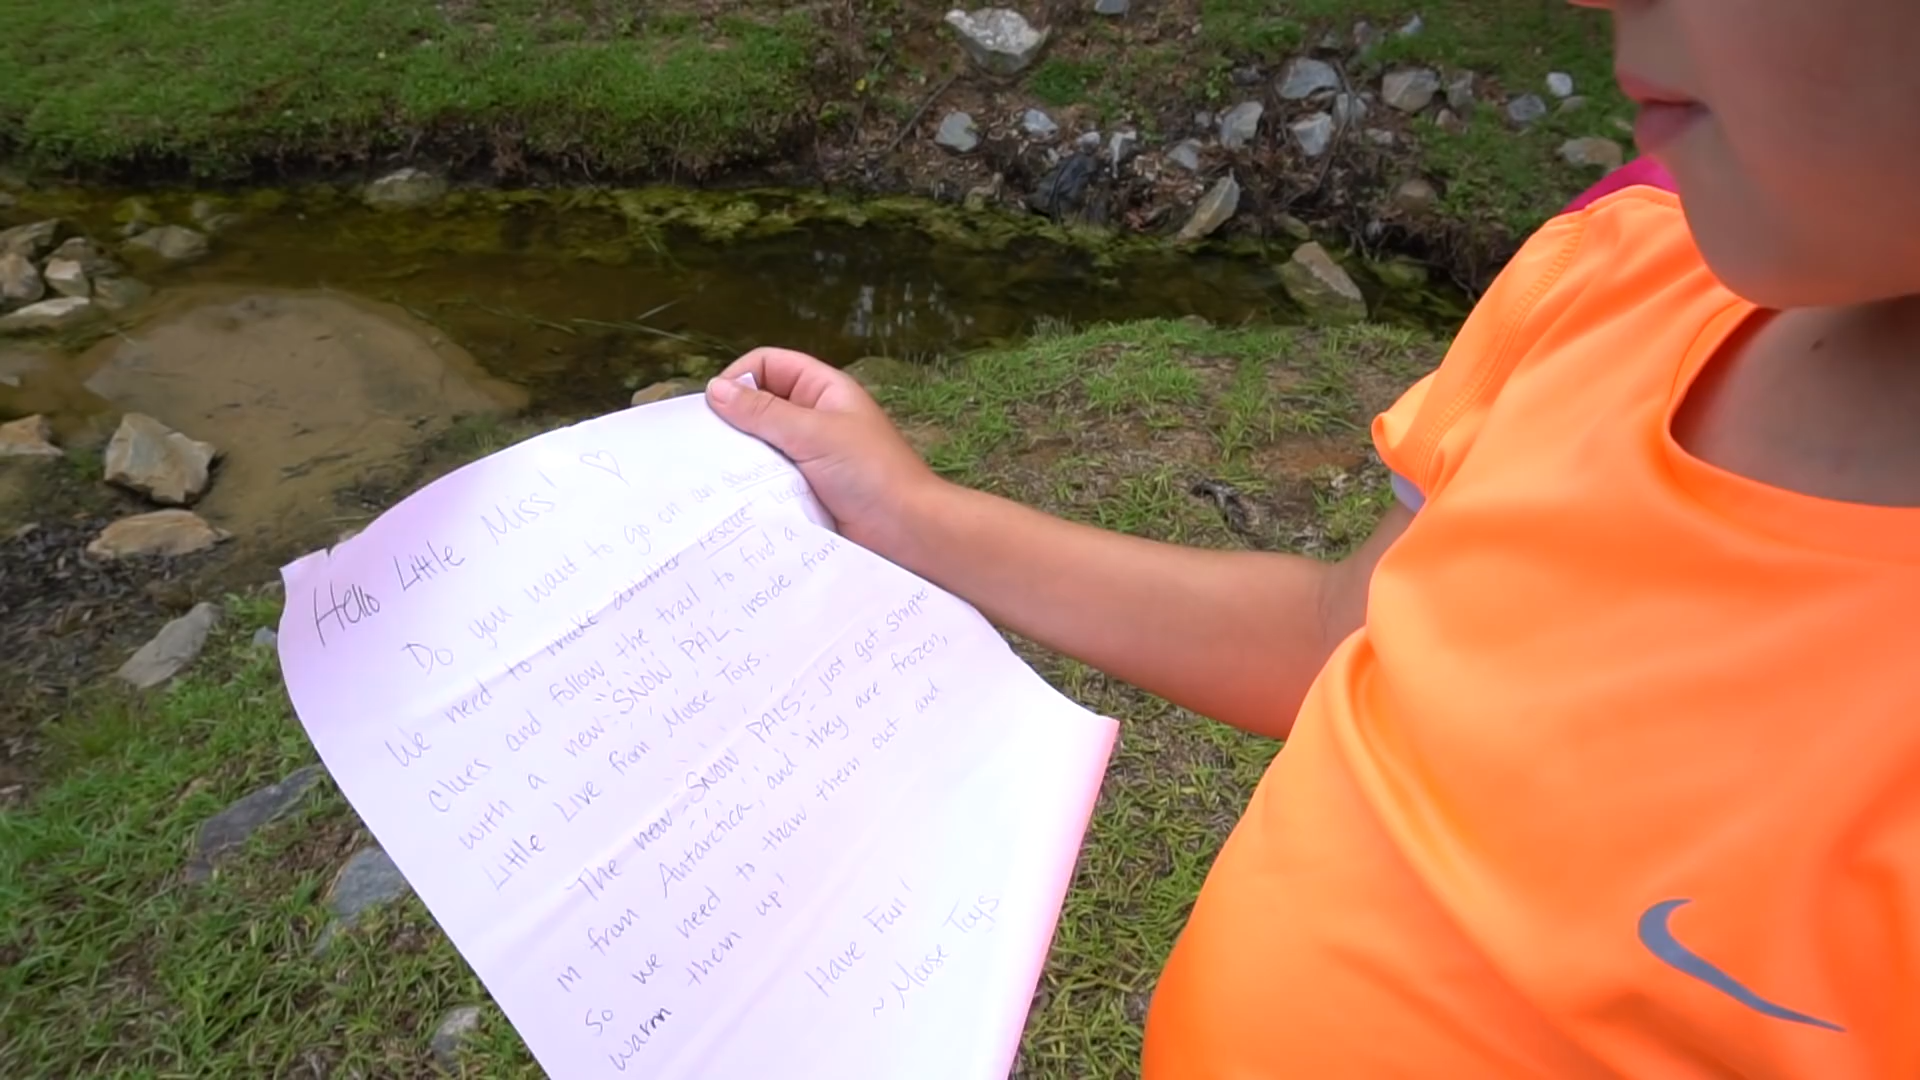 Hello Little Miss!
Do you want to go on an
We need to make another rescue
clues and follow the trail to find a
with a new SNOW PAL inside from
Little Live from Moose Toys.
The new SNOW PALS just got shipped
in from Antarctica, and they are frozen,
So we need to thaw them out and
warm them up!
Have Fun!
~ Moose Toys